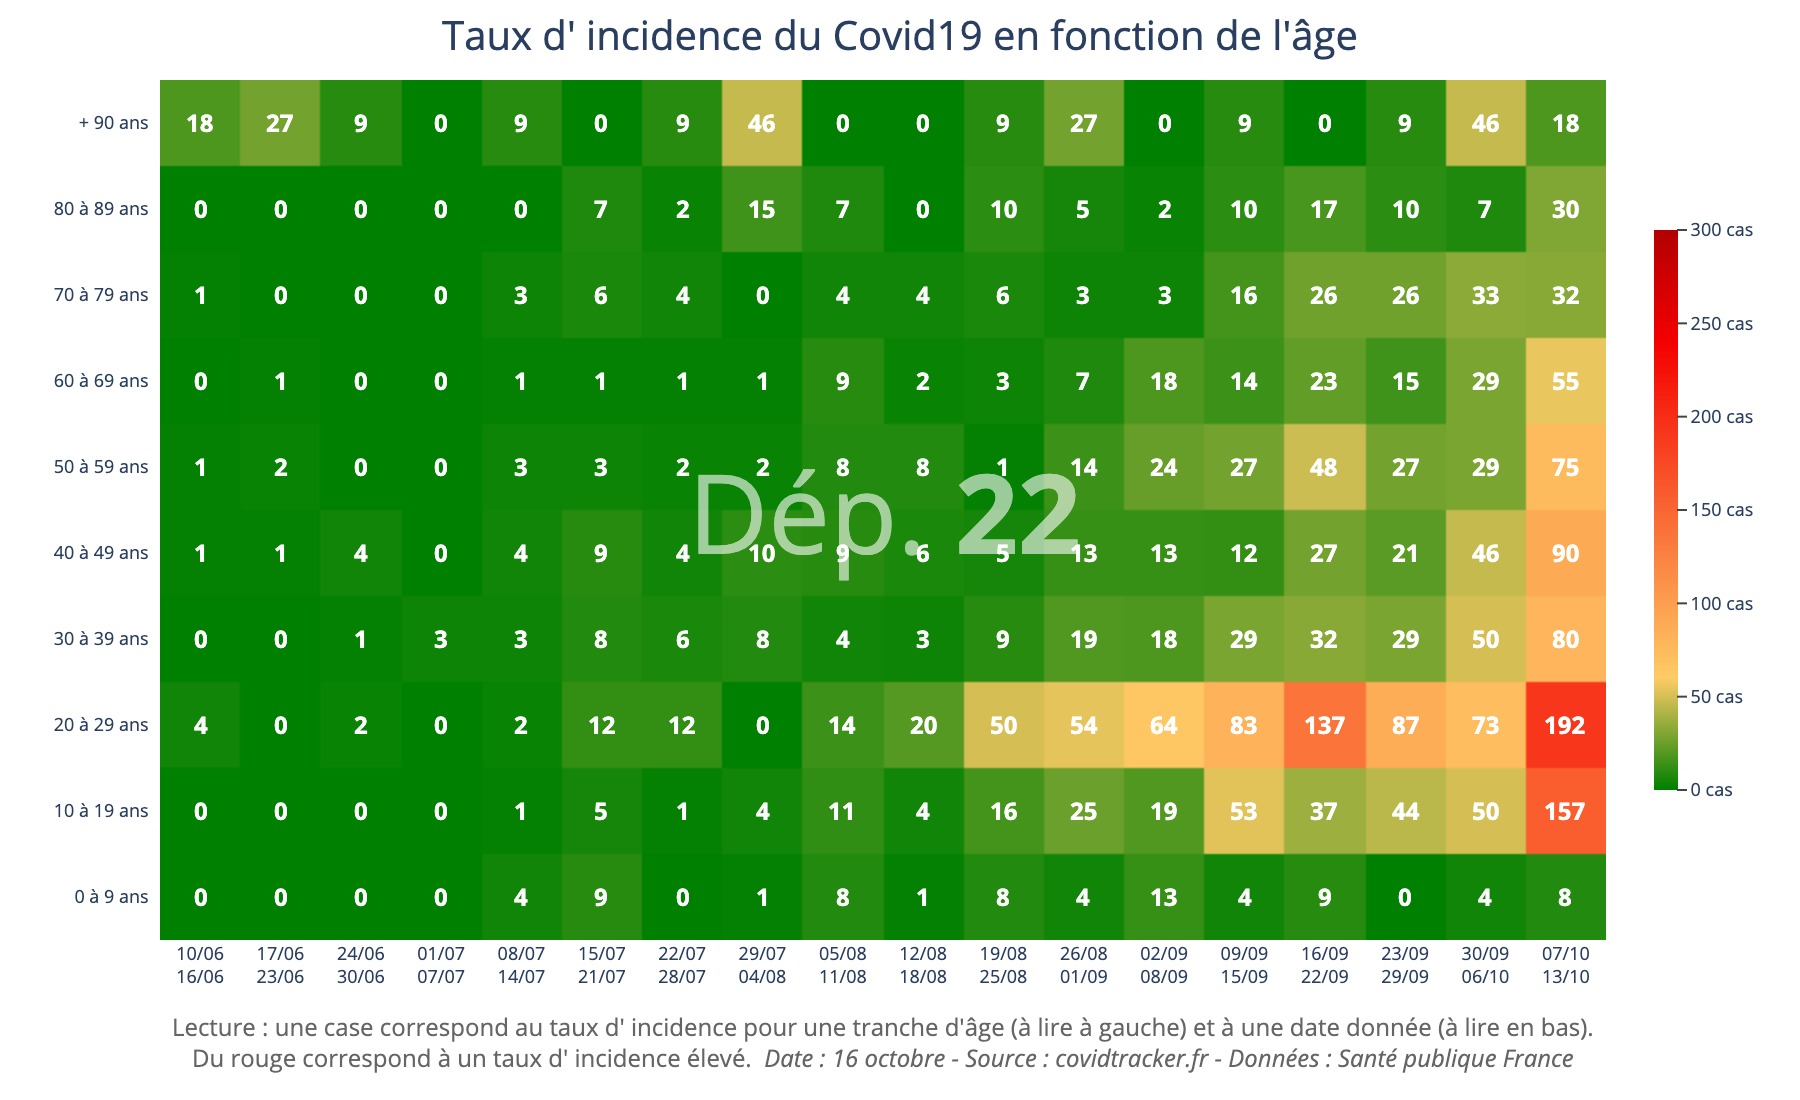 Taux d' incidence du Covid19 en fonction de l'âge
+ 90 ans 18 27 9 0 9 0 9 46 0 0 9 27 0 9 0 9 46 18
80 à 89 ans 0 0 0 0 0 7 2 15 7 0 10 5 2 10 17 10 7 30
70 à 79 ans 1 0 0 0 3 6 4 0 4 4 6 3 3 16 26 26 33 32
60 à 69 ans 0 1 0 0 1 1 1 1 9 2 3 7 18 14 23 15 29 55
50 à 59 ans 1 2 0 0 3 3 2 2 8 8 1 14 24 27 48 27 29 75
Dép. 22
40 à 49 ans 1 1 4 0 4 9 4 10 9 6 5 13 13 12 27 21 46 90
30 à 39 ans 0 0 1 3 3 8 6 8 4 3 9 19 18 29 32 29 50 80
20 à 29 ans 4 0 2 0 2 12 12 0 14 20 50 54 64 83 137 87 73 192
10 à 19 ans 0 0 0 0 1 5 1 4 11 4 16 25 19 53 37 44 50 157
0 à 9 ans 0 0 0 0 4 9 0 1 8 1 8 4 13 4 9 0 4 8
10/06 17/06 24/06 01/07 08/07 15/07 22/07 29/07 05/08 12/08 19/08 26/08 02/09 09/09 16/09 23/09 30/09 07/10
16/06 23/06 30/06 07/07 14/07 21/07 28/07 04/08 11/08 18/08 25/08 01/09 08/09 15/09 22/09 29/09 06/10 13/10
300 cas
250 cas
200 cas
150 cas
100 cas
50 cas
0 cas
Lecture : une case correspond au taux d' incidence pour une tranche d'âge (à lire à gauche) et à une date donnée (à lire en bas).
Du rouge correspond à un taux d' incidence élevé. Date : 16 octobre - Source : covidtracker.fr - Données : Santé publique France